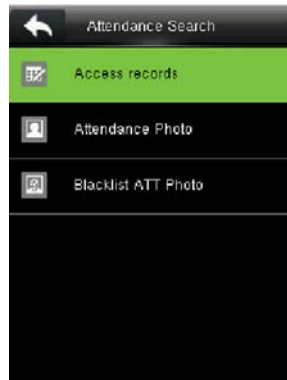 Attendance Search
Access records
Attendance Photo
Blacklist ATT Photo